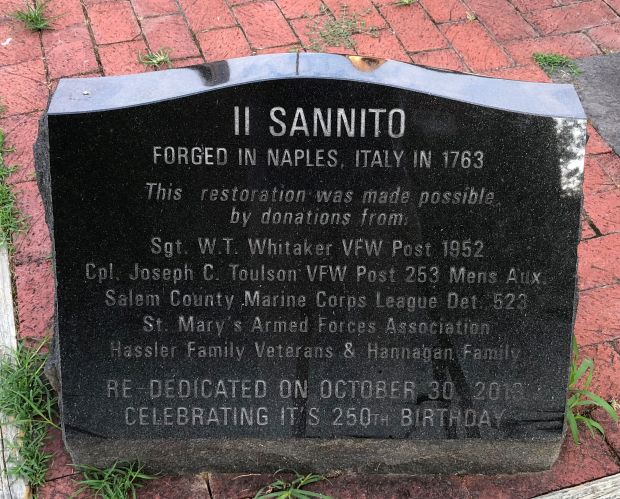 II SANNITO
FORGED IN NAPLES, ITALY IN 1763
This restoration was made possible
by donations from:
Sgt. W.T. Whitaker VFW Post 1952
Cpl. Joseph C. Toulson VFW Post 253 Mens Aux.
Salem County Marine Corps League Det. 523
St. Mary's Armed Forces Association
Hassler Family Veterans & Hannagan Family
RE-DEDICATED ON OCTOBER 30, 2013
CELEBRATING IT'S 250TH BIRTHDAY